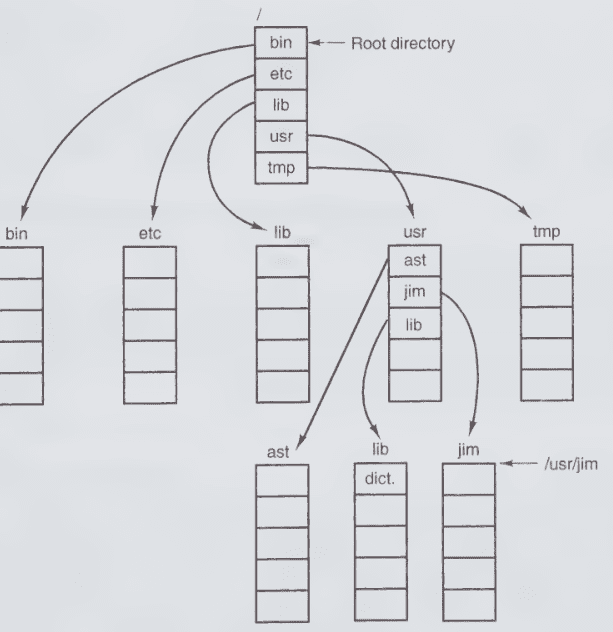 /
bin
Root directory
etc
lib
usr
tmp
bin
etc
lib
usr
tmp
ast
jim
lib
ast
lib
jim
/usr/jim
dict.